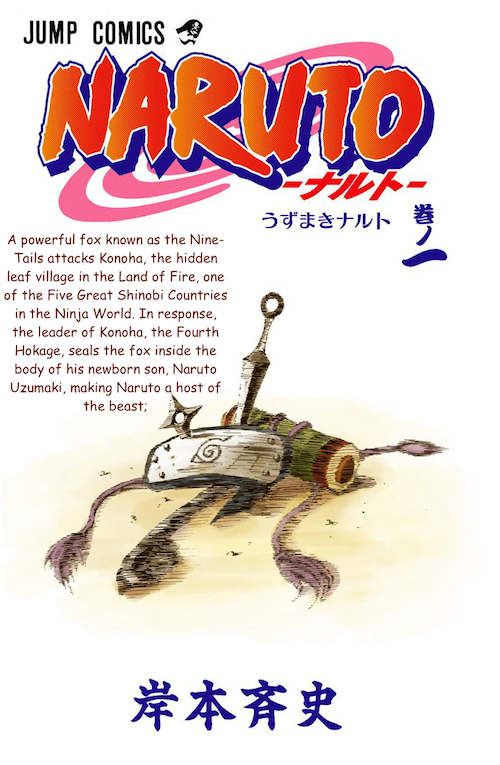 JUMP COMICS
NARUTO
-ナルト-
うずまきナルト
巻ノ一
A powerful fox known as the Nine-
Tails attacks Konoha, the hidden
leaf village in the Land of Fire, one
of the Five Great Shinobi Countries
in the Ninja World. In response,
the leader of Konoha, the Fourth
Hokage, seals the fox inside the
body of his newborn son, Naruto
Uzumaki, making Naruto a host of
the beast;
岸本斉史